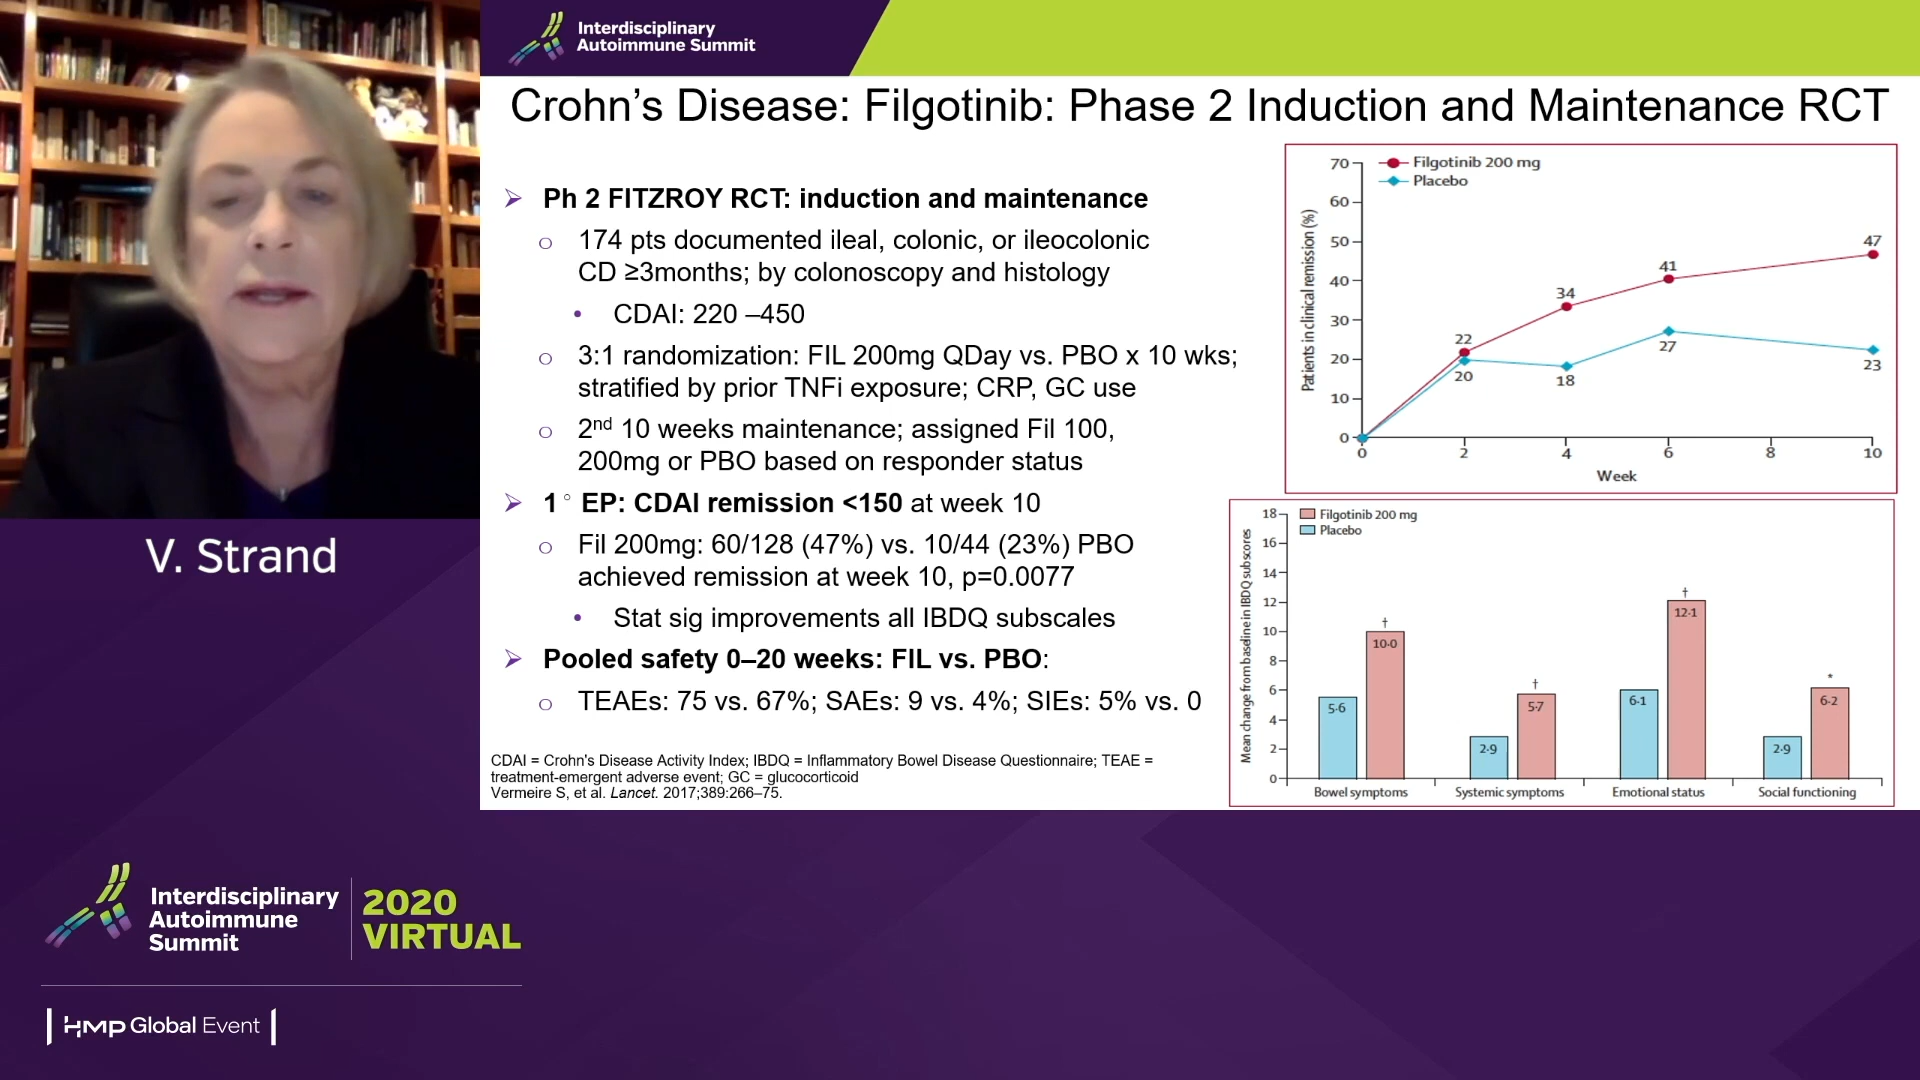 Interdisciplinary
Autoimmune Summit
Crohn’s Disease: Filgotinib: Phase 2 Induction and Maintenance RCT
➢ Ph 2 FITZROY RCT: induction and maintenance
o 174 pts documented ileal, colonic, or ileocolonic
CD ≥3months; by colonoscopy and histology
• CDAI: 220 –450
o 3:1 randomization: FIL 200mg QDay vs. PBO x 10 wks;
stratified by prior TNFi exposure; CRP, GC use
o 2nd 10 weeks maintenance; assigned Fil 100,
200mg or PBO based on responder status
➢ 1° EP: CDAI remission <150 at week 10
o Fil 200mg: 60/128 (47%) vs. 10/44 (23%) PBO
achieved remission at week 10, p=0.0077
• Stat sig improvements all IBDQ subscales
➢ Pooled safety 0–20 weeks: FIL vs. PBO:
o TEAEs: 75 vs. 67%; SAEs: 9 vs. 4%; SIEs: 5% vs. 0
CDAI = Crohn's Disease Activity Index; IBDQ = Inflammatory Bowel Disease Questionnaire; TEAE =
treatment-emergent adverse event; GC = glucocorticoid
Vermeire S, et al. Lancet. 2017;389:266–75.
Filgotinib 200 mg
Placebo
Patients in clinical remission (%)
70
60
50
40
30
20
10
0
22
34
41
47
20
18
27
23
0 2 4 6 8 10
Week
Filgotinib 200 mg
Placebo
Mean change from baseline in IBDQ subscores
18
16
14
12
10
8
6
4
2
0
5·6
† 10·0
2·9
† 5·7
6·1
† 12·1
2·9
* 6·2
Bowel symptoms Systemic symptoms Emotional status Social functioning
V. Strand
Interdisciplinary
Autoimmune
Summit
2020
VIRTUAL
HMP Global Event